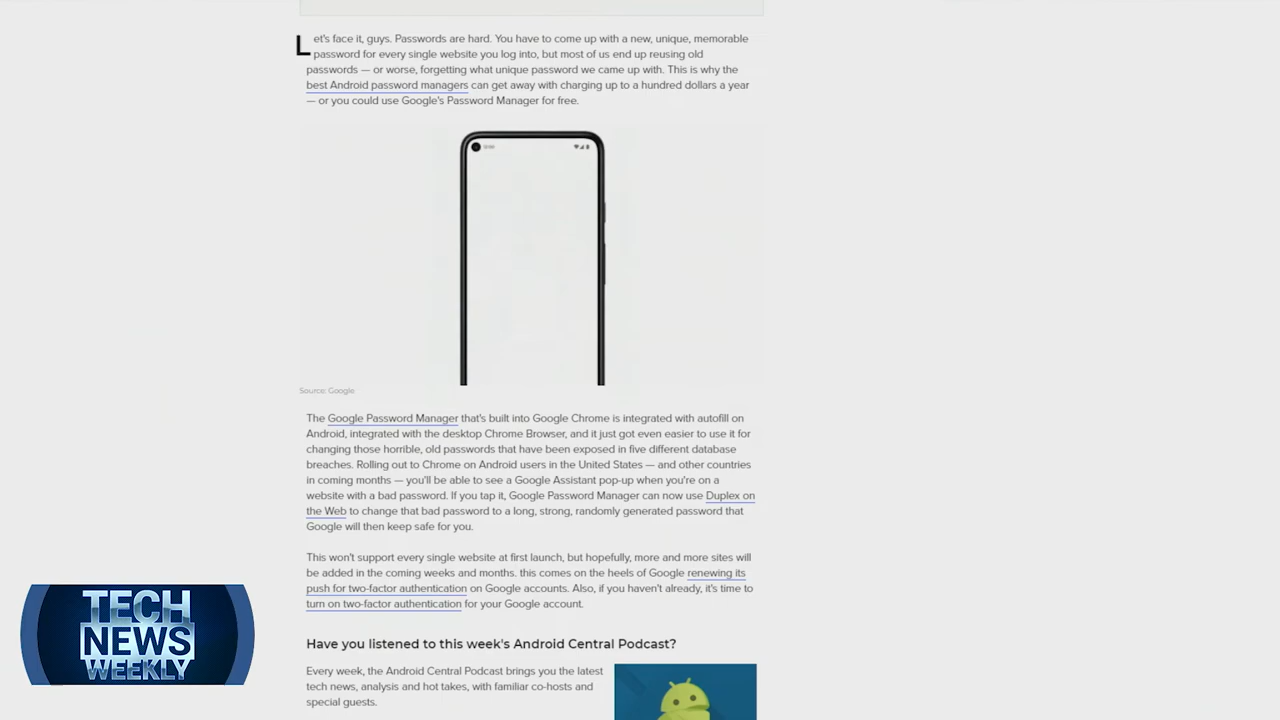 Let's face it, guys. Passwords are hard. You have to come up with a new, unique, memorable
password for every single website you log into, but most of us end up reusing old
passwords — or worse, forgetting what unique password we came up with. This is why the
best Android password managers can get away with charging up to a hundred dollars a year
— or you could use Google's Password Manager for free.
Source: Google
The Google Password Manager that's built into Google Chrome is integrated with autofill on
Android, integrated with the desktop Chrome Browser, and it just got even easier to use it for
changing those horrible, old passwords that have been exposed in five different database
breaches. Rolling out to Chrome on Android users in the United States — and other countries
in coming months — you'll be able to see a Google Assistant pop-up when you're on a
website with a bad password. If you tap it, Google Password Manager can now use Duplex on
the Web to change that bad password to a long, strong, randomly generated password that
Google will then keep safe for you.
This won't support every single website at first launch, but hopefully, more and more sites will
be added in the coming weeks and months. this comes on the heels of Google renewing its
push for two-factor authentication on Google accounts. Also, if you haven't already, it's time to
turn on two-factor authentication for your Google account.
Have you listened to this week's Android Central Podcast?
Every week, the Android Central Podcast brings you the latest
tech news, analysis and hot takes, with familiar co-hosts and
special guests.
TECH
NEWS
WEEKLY